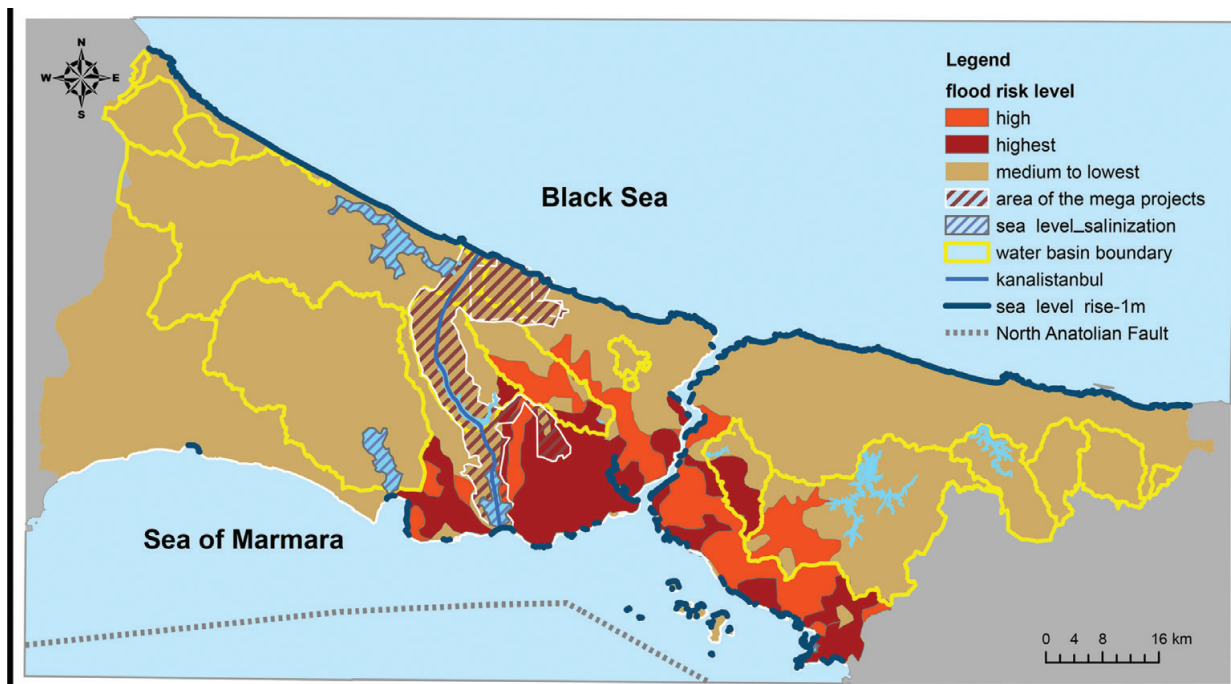 N
W E
S
Legend
flood risk level
high
highest
medium to lowest
area of the mega projects
sea level_salinization
water basin boundary
kanalistanbul
sea level rise-1m
North Anatolian Fault
Black Sea
Sea of Marmara
0 4 8 16 km